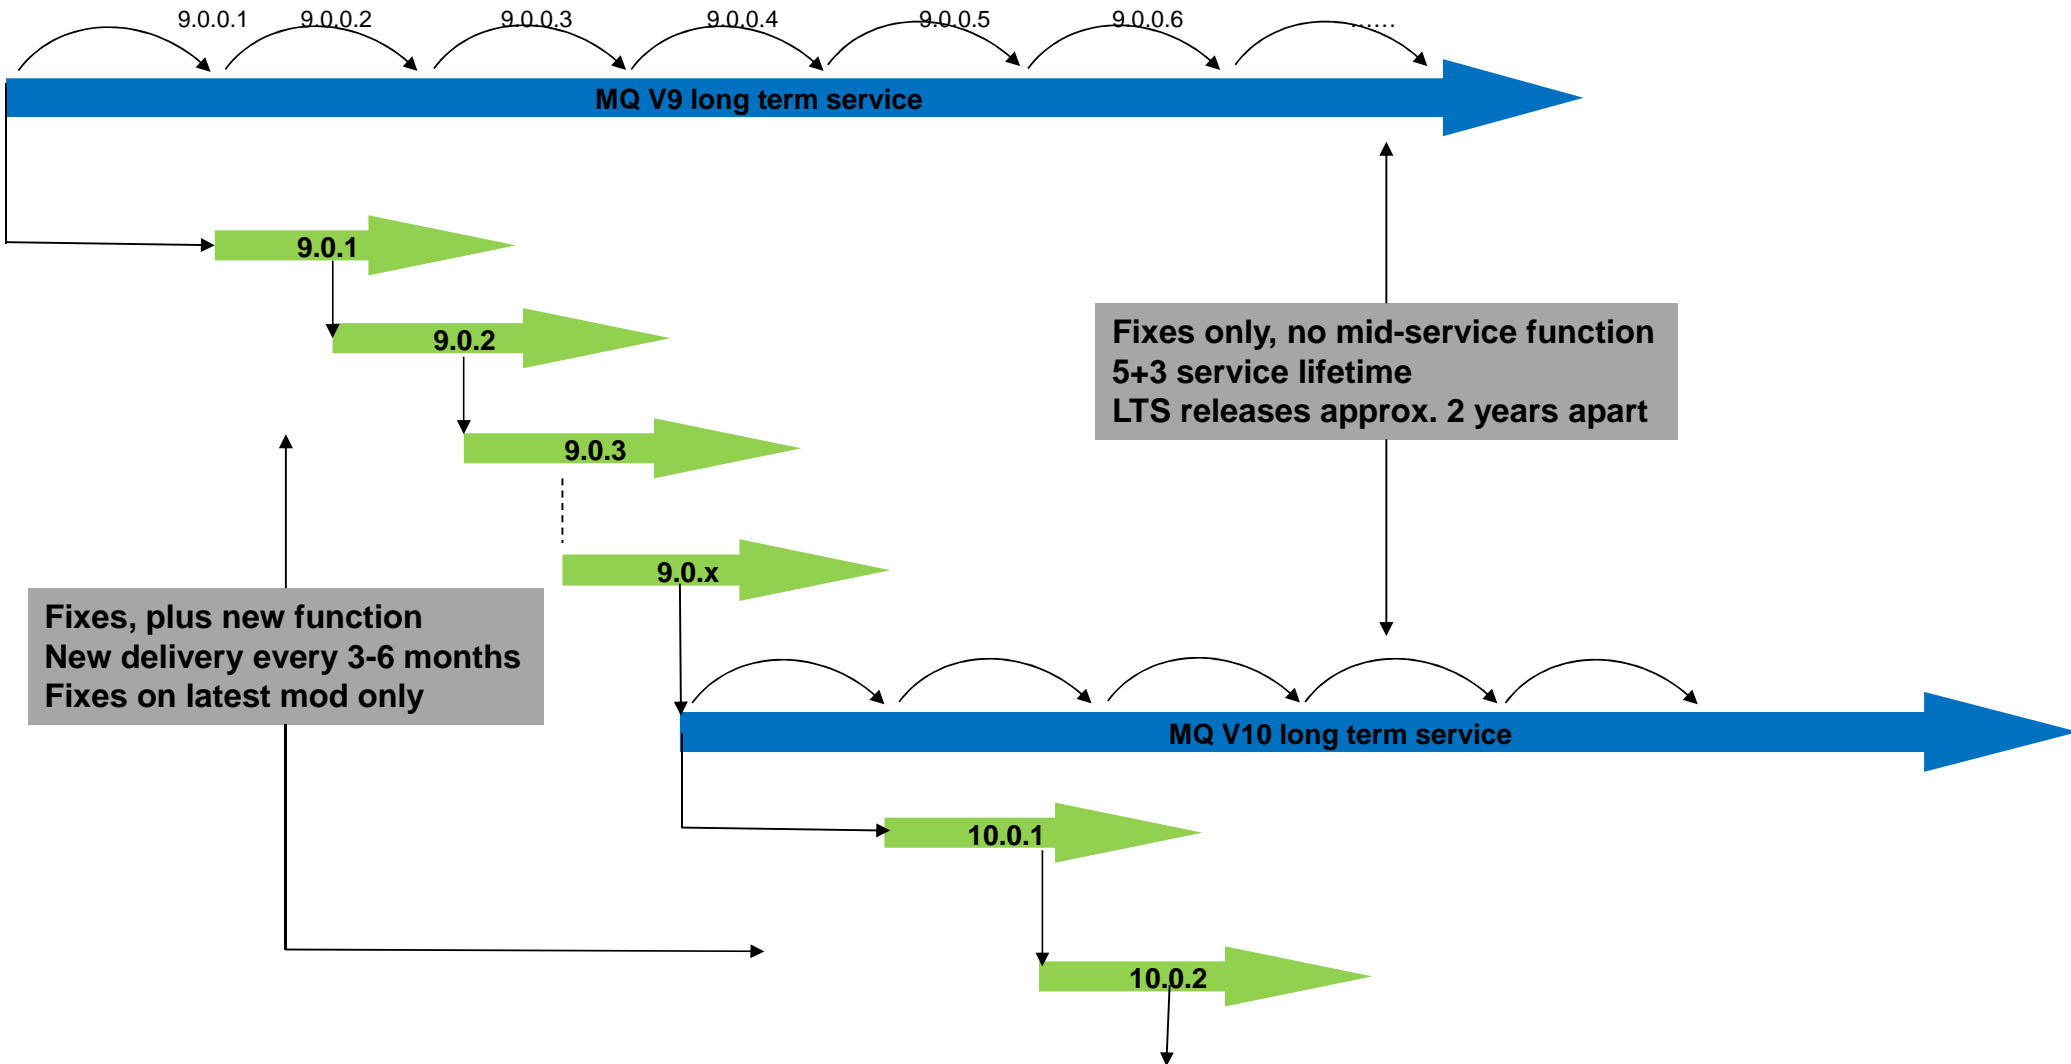 9.0.0.1
9.0.0.2
9.0.0.3
9.0.0.4
9.0.0.5
9.0.0.6
......
MQ V9 long term service
9.0.1
9.0.2
Fixes only, no mid-service function
5+3 service lifetime
LTS releases approx. 2 years apart
9.0.3
9.0.x
Fixes, plus new function
New delivery every 3-6 months
Fixes on latest mod only
MQ V10 long term service
10.0.1
10.0.2